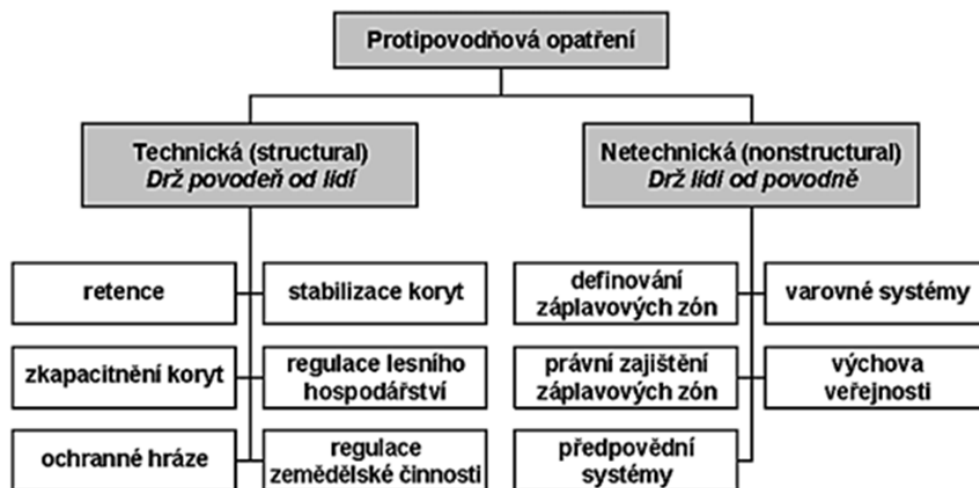 Protipovodňová opatření
Technická (structural)
Drž povodeň od lidí
Netechnická (nonstructural)
Drž lidi od povodně
retence
stabilizace koryt
definování
záplavových zón
varovné systémy
zkapacitnění koryt
regulace lesního
hospodářství
právní zajištění
záplavových zón
výchova
veřejnosti
ochranné hráze
regulace
zemědělské činnosti
předpovědní
systémy